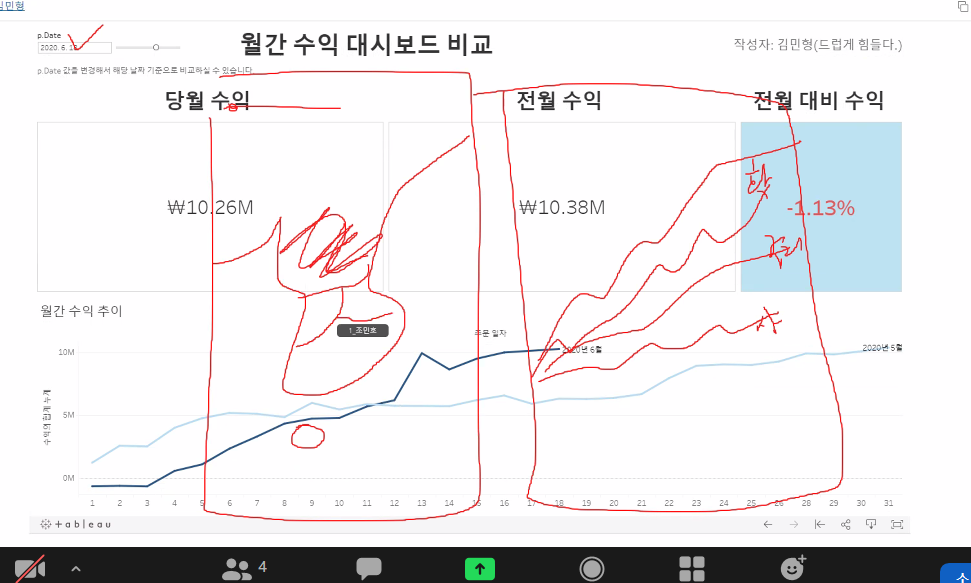 김민형
p.Date
2020. 6. 18
월간 수익 대시보드 비교
작성자: 김민형(드럽게 힘들다.)
p.Date 값을 변경해서 해당 날짜 기준으로 비교하실 수 있습니다.
당월 수익
전월 수익
전월 대비 수익
₩10.26M
₩10.38M
-1.13%
월간 수익 추이
1_조민호
주문 일자
2020년 6월
2020년 5월
수익의 합계 누계
10M
5M
0M
1 2 3 4 5 6 7 8 9 10 11 12 13 14 15 16 17 18 19 20 21 22 23 24 25 26 27 28 29 30 31
+ableau
4